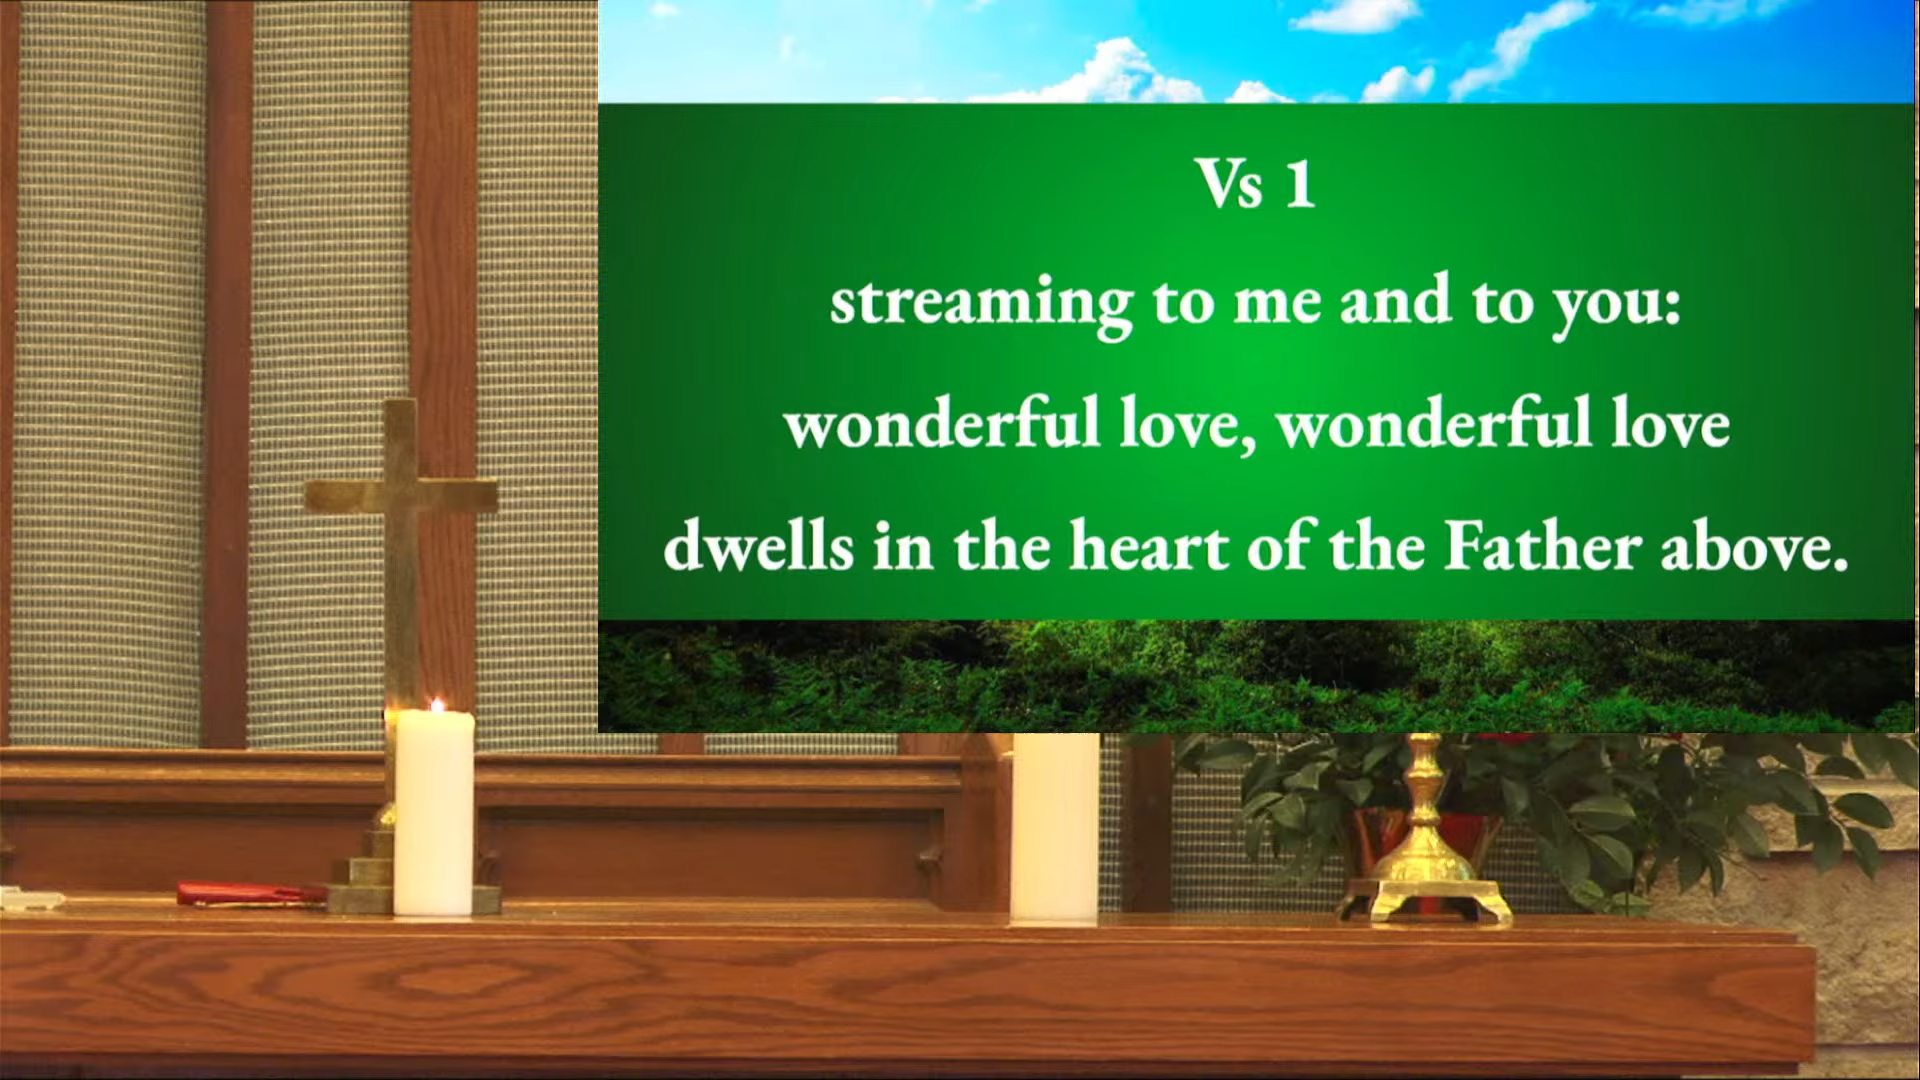 Vs 1
streaming to me and to you:
wonderful love, wonderful love
dwells in the heart of the Father above.